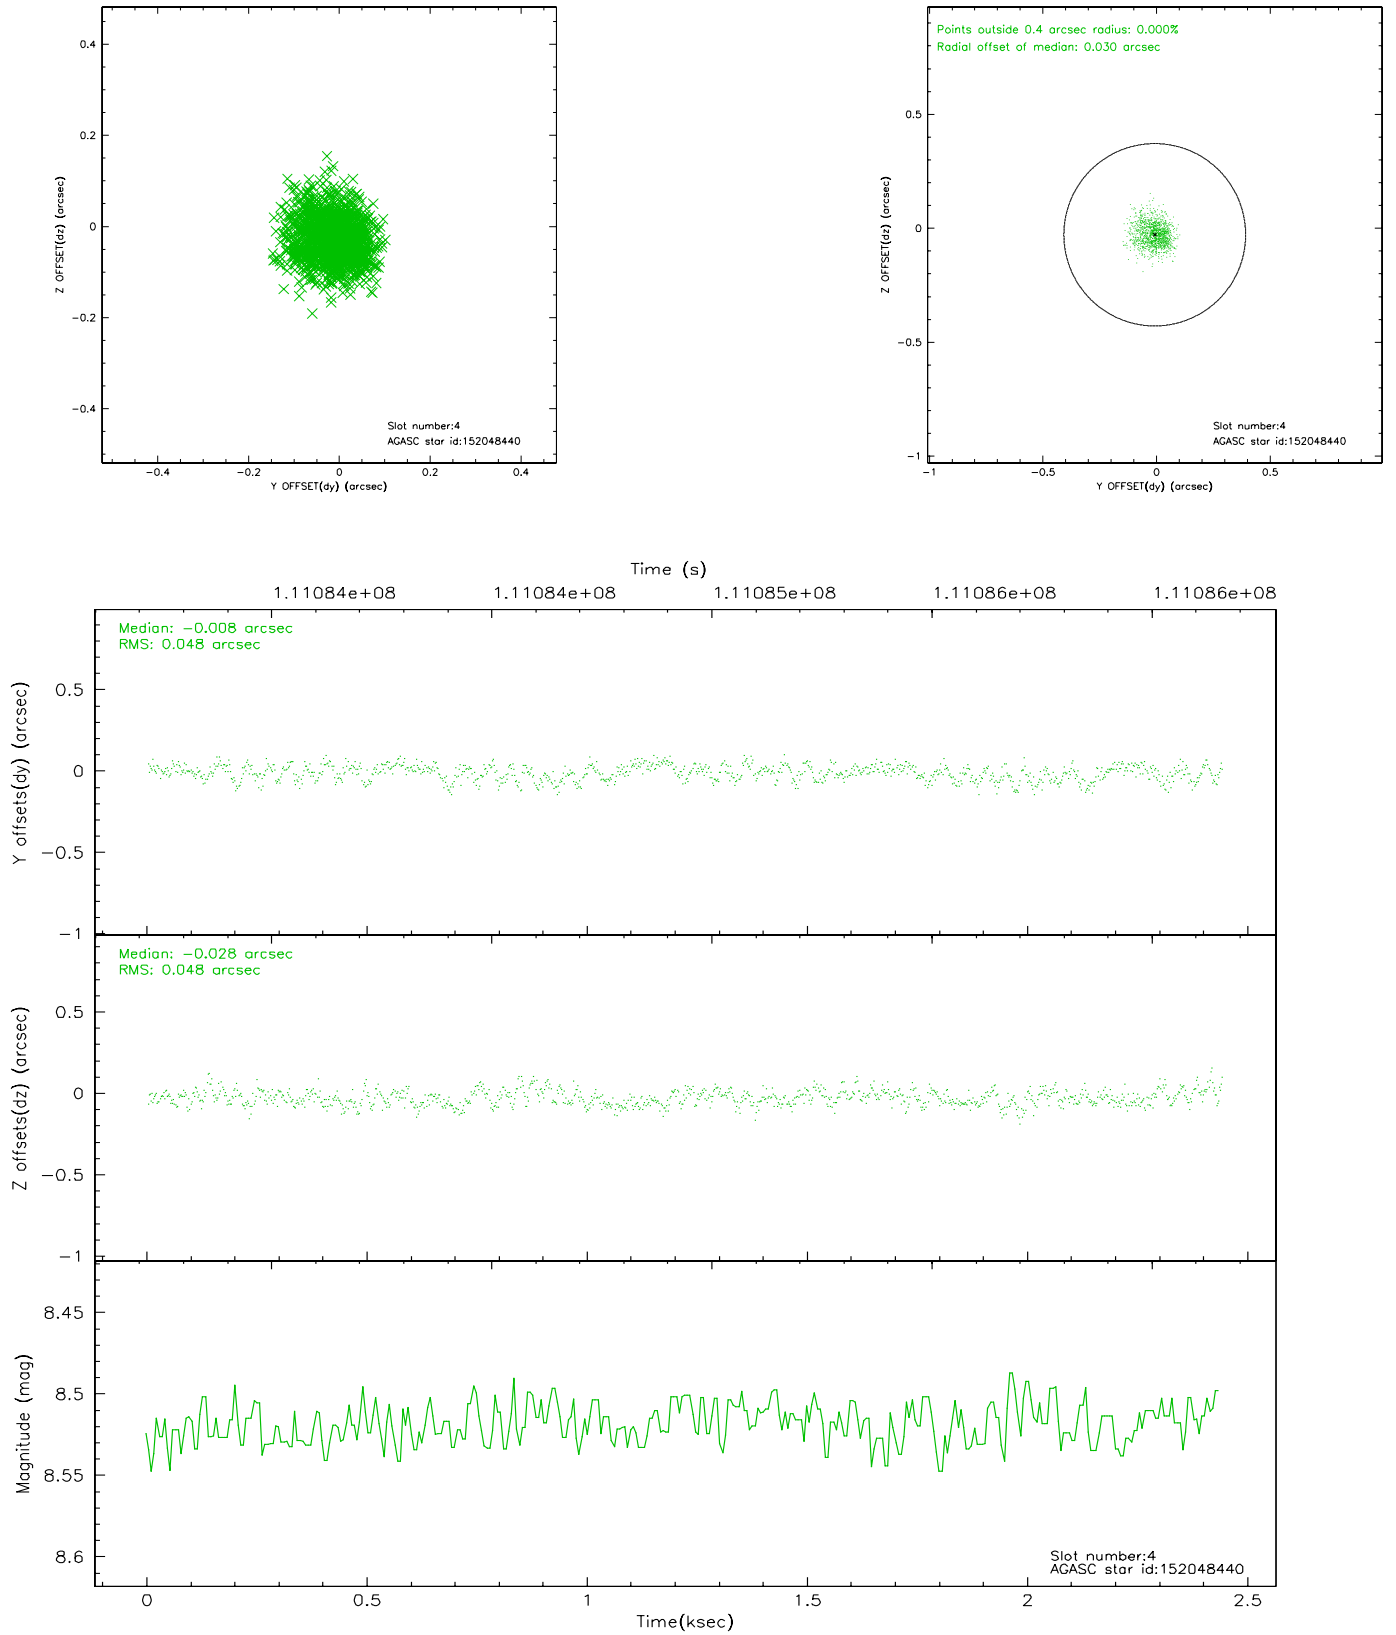 0.4
0.2
0
−0.2
−0.4
Z OFFSET(dz) (arcsec)
Slot number:4
AGASC star id:152048440
−0.4 −0.2 0 0.2 0.4
Y OFFSET(dy) (arcsec)
Points outside 0.4 arcsec radius: 0.000%
Radial offset of median: 0.030 arcsec
0.5
0
−0.5
−1
Z OFFSET(dz) (arcsec)
Slot number:4
AGASC star id:152048440
−1 −0.5 0 0.5
Y OFFSET(dy) (arcsec)
Time (s)
1.11084e+08 1.11084e+08 1.11085e+08 1.11086e+08 1.11086e+08
Median: −0.008 arcsec
RMS: 0.048 arcsec
0.5
0
−0.5
−1
Y offsets(dy) (arcsec)
Median: −0.028 arcsec
RMS: 0.048 arcsec
0.5
0
−0.5
−1
Z offsets(dz) (arcsec)
8.45
8.5
8.55
8.6
Magnitude (mag)
Slot number:4
AGASC star id:152048440
0 0.5 1 1.5 2 2.5
Time(ksec)